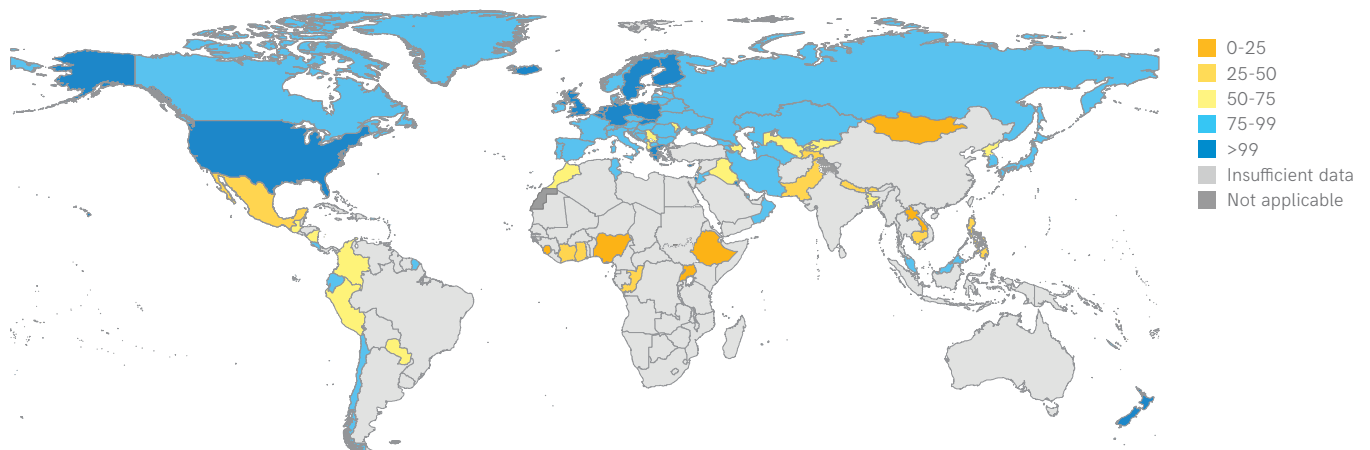 0-25
25-50
50-75
75-99
>99
Insufficient data
Not applicable